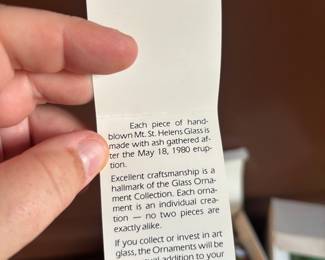 Each piece of hand-
blown Mt. St. Helens Glass is
made with ash gathered af-
ter the May 18, 1980 erup-
tion.
Excellent craftsmanship is a
hallmark of the Glass Orna-
ment Collection. Each orna-
ment is an individual crea-
tion — no two pieces are
exactly alike.
If you collect or invest in art
glass, the Ornaments will be
addition to your